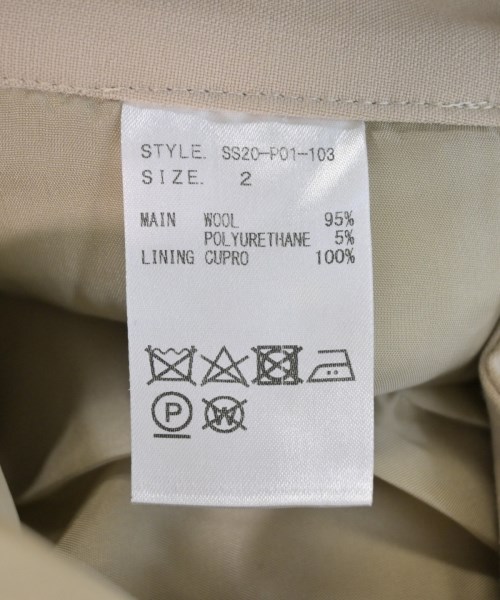 STYLE. SS20-P01-103
SIZE. 2
MAIN WOOL 95%
POLYURETHANE 5%
LINING CUPRO 100%
P W